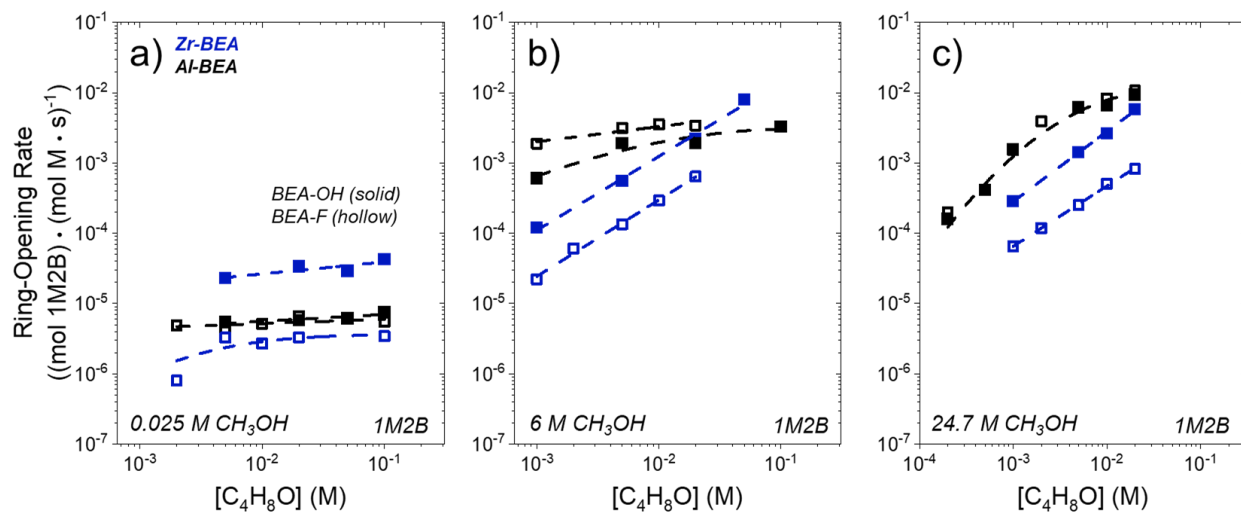 Ring-Opening Rate
((mol 1M2B) · (mol M · s)⁻¹)
a)
Zr-BEA
Al-BEA
BEA-OH (solid)
BEA-F (hollow)
0.025 M CH₃OH
1M2B
10⁻¹
10⁻²
10⁻³
10⁻⁴
10⁻⁵
10⁻⁶
10⁻⁷
10⁻³
10⁻²
10⁻¹
[C₄H₈O] (M)
b)
6 M CH₃OH
1M2B
10⁻¹
10⁻²
10⁻³
10⁻⁴
10⁻⁵
10⁻⁶
10⁻⁷
10⁻³
10⁻²
10⁻¹
[C₄H₈O] (M)
c)
24.7 M CH₃OH
1M2B
10⁻¹
10⁻²
10⁻³
10⁻⁴
10⁻⁵
10⁻⁶
10⁻⁷
10⁻⁴
10⁻³
10⁻²
10⁻¹
[C₄H₈O] (M)